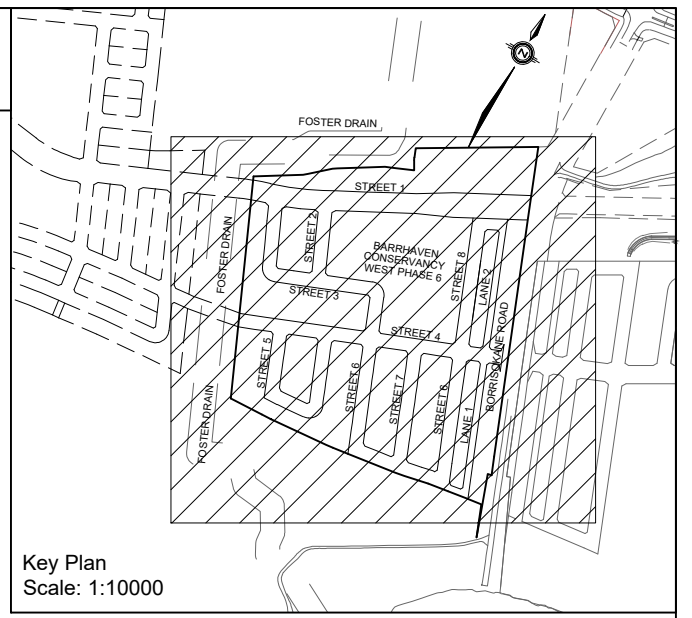 Z
FOSTER DRAIN
STREET 1
STREET 2
FOSTER DRAIN
BARRHAVEN
CONSERVANCY
WEST PHASE 6
STREET 8
LANE 2
STREET 3
STREET 4
BORRISOKANE ROAD
STREET 5
STREET 6
STREET 7
STREET 6
LANE 1
FOSTER DRAIN
Key Plan
Scale: 1:10000